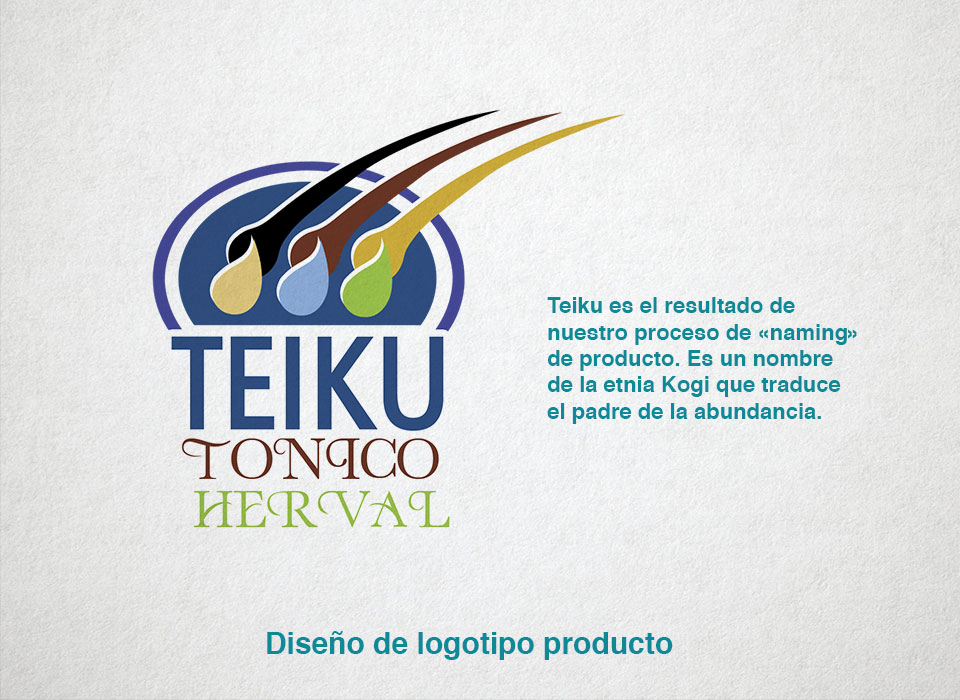 TEIKU
TONICO
HERVAL
Teiku es el resultado de
nuestro proceso de «naming»
de producto. Es un nombre
de la etnia Kogi que traduce
el padre de la abundancia.
Diseño de logotipo producto